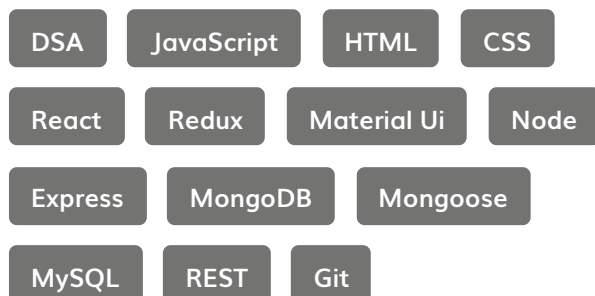 DSA JavaScript HTML CSS
React Redux Material Ui Node
Express MongoDB Mongoose
MySQL REST Git